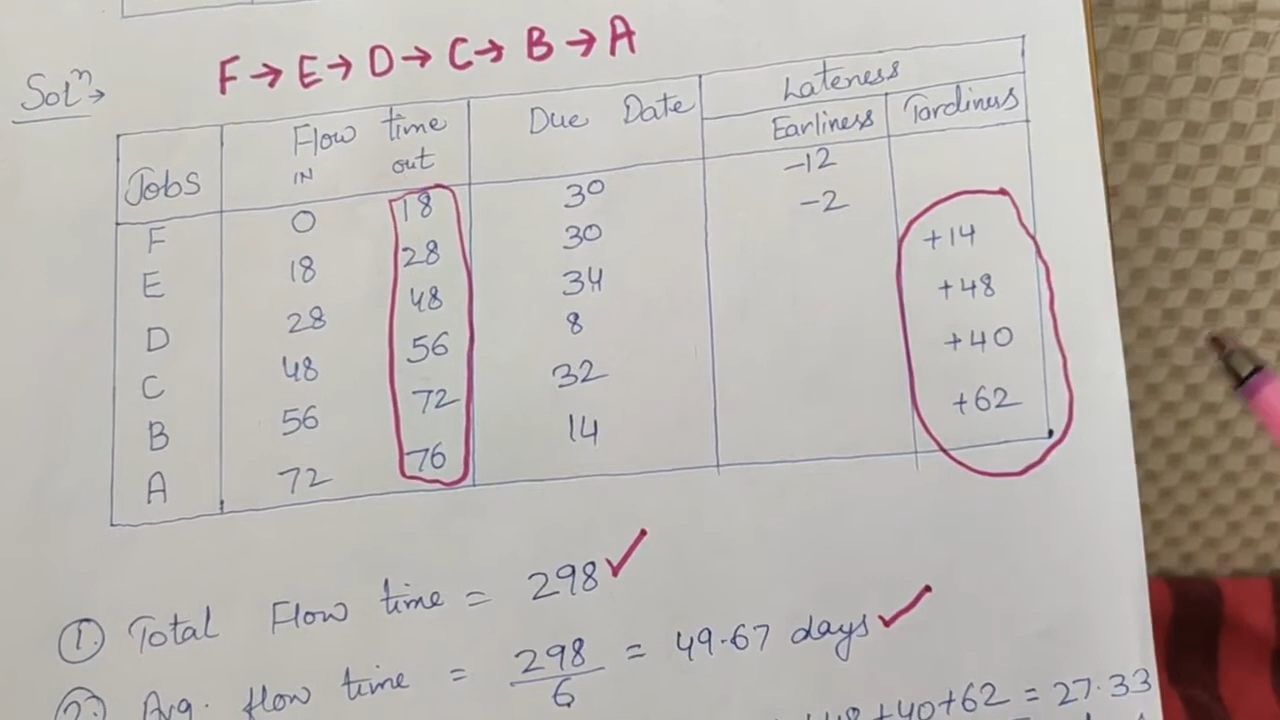 F → E → D → C → B → A
Soln →
Jobs Flow time Due Date Lateness
IN out Earliness Tardiness
F 0 18 30 -12
E 18 28 30 -2
D 28 48 34 +14
C 48 56 8 +48
B 56 72 32 +40
A 72 76 14 +62
1. Total Flow time = 298 ✓
2. Avg. flow time = 298/6 = 49.67 days ✓
+40+62 = 27.33